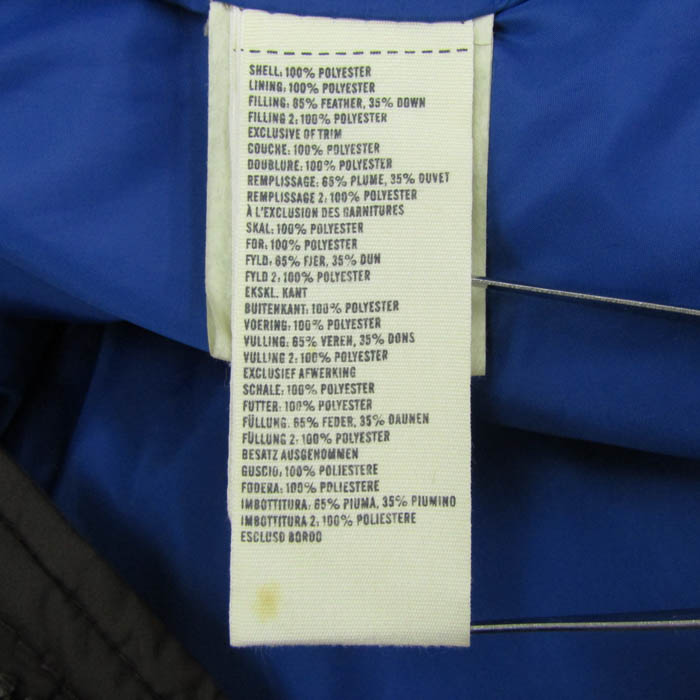 SHELL: 100% POLYESTER
LINING: 100% POLYESTER
FILLING: 65% FEATHER, 35% DOWN
FILLING 2: 100% POLYESTER
EXCLUSIVE OF TRIM
COUCHE: 100% POLYESTER
DOUBLURE: 100% POLYESTER
REMPLISSAGE: 65% PLUME, 35% DUVET
REMPLISSAGE 2: 100% POLYESTER
À L'EXCLUSION DES GARNITURES
SKAL: 100% POLYESTER
FOR: 100% POLYESTER
FYLD: 65% FJER, 35% DUN
FYLD 2: 100% POLYESTER
EKSKL. KANT
BUITENKANT: 100% POLYESTER
VOERING: 100% POLYESTER
VULLING: 65% VEREN, 35% DONS
VULLING 2: 100% POLYESTER
EXCLUSIEF AFWERKING
SCHALE: 100% POLYESTER
FUTTER: 100% POLYESTER
FÜLLUNG: 65% FEDER, 35% DAUNEN
FÜLLUNG 2: 100% POLYESTER
BESATZ AUSGENOMMEN
GUSCIO: 100% POLIESTERE
FODERA: 100% POLIESTERE
IMBOTTITURA: 65% PIUMA, 35% PIUMINO
IMBOTTITURA 2: 100% POLIESTERE
ESCLUSO BORDO